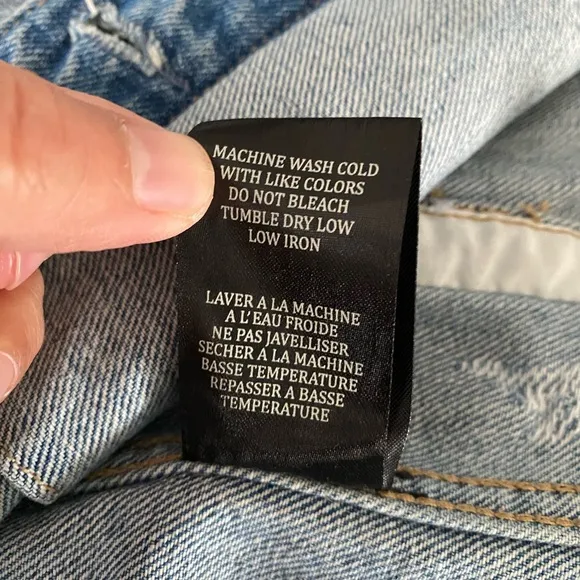 MACHINE WASH COLD
WITH LIKE COLORS
DO NOT BLEACH
TUMBLE DRY LOW
LOW IRON
LAVER A LA MACHINE
A L'EAU FROIDE
NE PAS JAVELLISER
SECHER Á LA MACHINE
BASSE TEMPERATURE
REPASSER A BASSE
TEMPERATURE